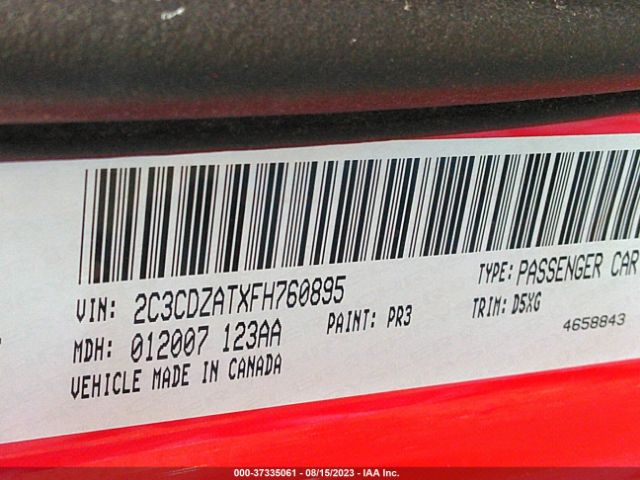 VIN: 2C3CDZATXFH760895
TYPE: PASSENGER CAR
MDH: 012007 123AA
PAINT: PR3
TRIM: D5XG
VEHICLE MADE IN CANADA
4658843
000-37335061 - 08/15/2023 - IAA Inc.